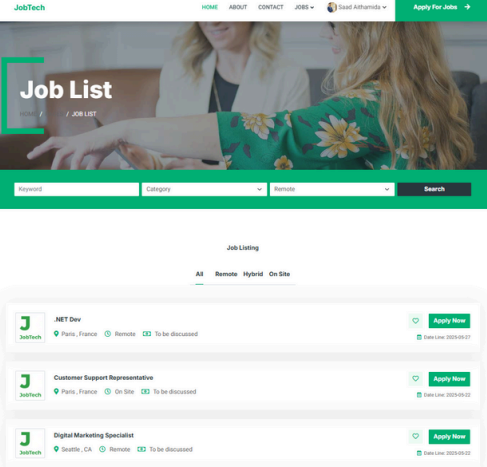 JobTech
HOME ABOUT CONTACT JOBS Saad Aithamida Apply For Jobs
Job List
HOME / / JOB LIST
Keyword Category Remote Search
Job Listing
All Remote Hybrid On Site
.NET Dev
J JobTech
Paris , France Remote To be discussed
Apply Now
Date Line: 2025-05-27
Customer Support Representative
J JobTech
Paris , France On Site To be discussed
Apply Now
Date Line: 2025-05-22
Digital Marketing Specialist
J JobTech
Seattle , CA Remote To be discussed
Apply Now
Date Line: 2025-05-22